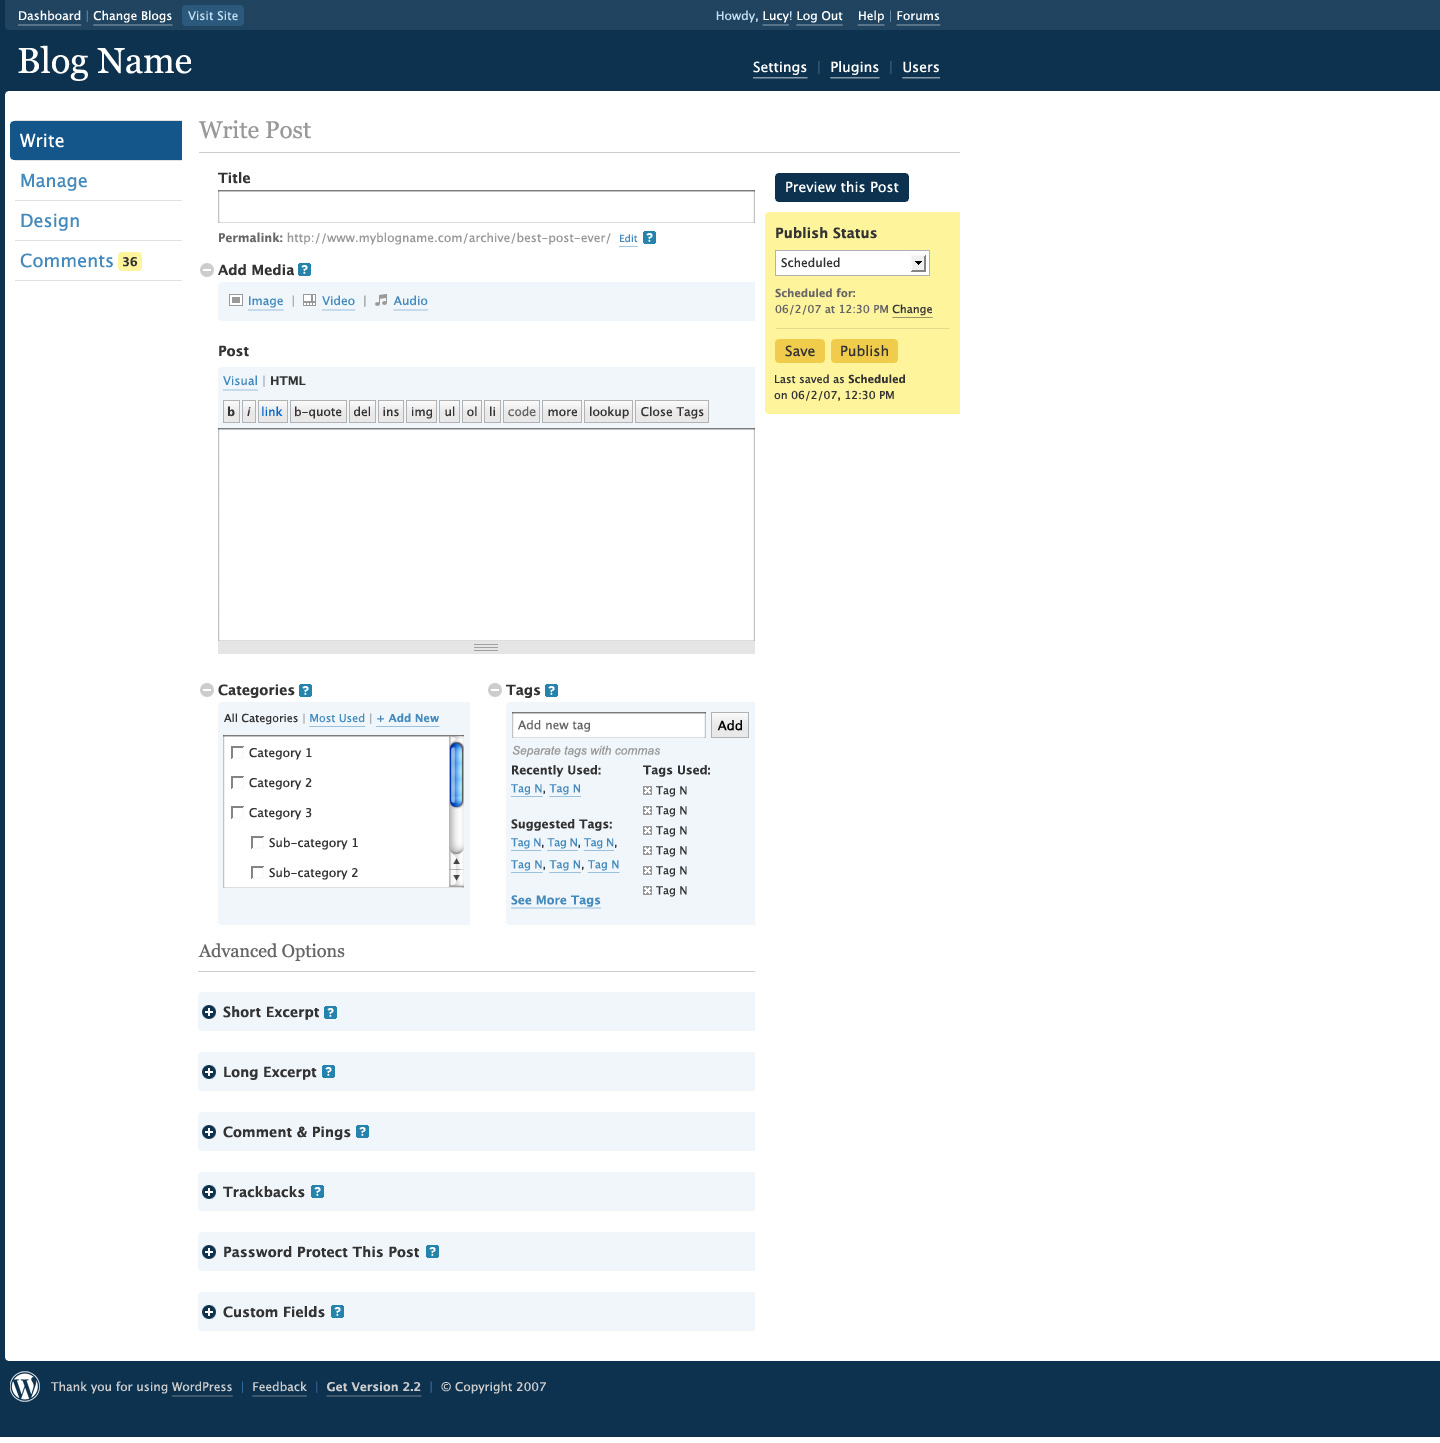 Dashboard | Change Blogs Visit Site Howdy, Lucy! Log Out Help | Forums
Blog Name
Settings | Plugins | Users
Write
Manage
Design
Comments 36
Write Post
Title
Permalink: http://www.myblogname.com/archive/best-post-ever/ Edit ?
Add Media ?
Image | Video | Audio
Post
Visual | HTML
b i link b-quote del ins img ul ol li code more lookup Close Tags
Preview this Post
Publish Status
Scheduled
Scheduled for:
06/2/07 at 12:30 PM Change
Save Publish
Last saved as Scheduled
on 06/2/07, 12:30 PM
Categories ?
All Categories | Most Used | + Add New
Category 1
Category 2
Category 3
Sub-category 1
Sub-category 2
Tags ?
Add new tag Add
Separate tags with commas
Recently Used:
Tag N, Tag N
Suggested Tags:
Tag N, Tag N, Tag N,
Tag N, Tag N, Tag N
See More Tags
Tags Used:
Tag N
Tag N
Tag N
Tag N
Tag N
Tag N
Advanced Options
Short Excerpt ?
Long Excerpt ?
Comment & Pings ?
Trackbacks ?
Password Protect This Post ?
Custom Fields ?
Thank you for using WordPress | Feedback | Get Version 2.2 | © Copyright 2007